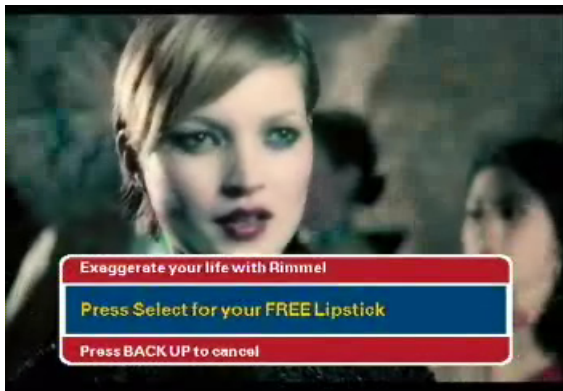 Exaggerate your life with Rimmel
Press Select for your FREE Lipstick
Press BACK UP to cancel